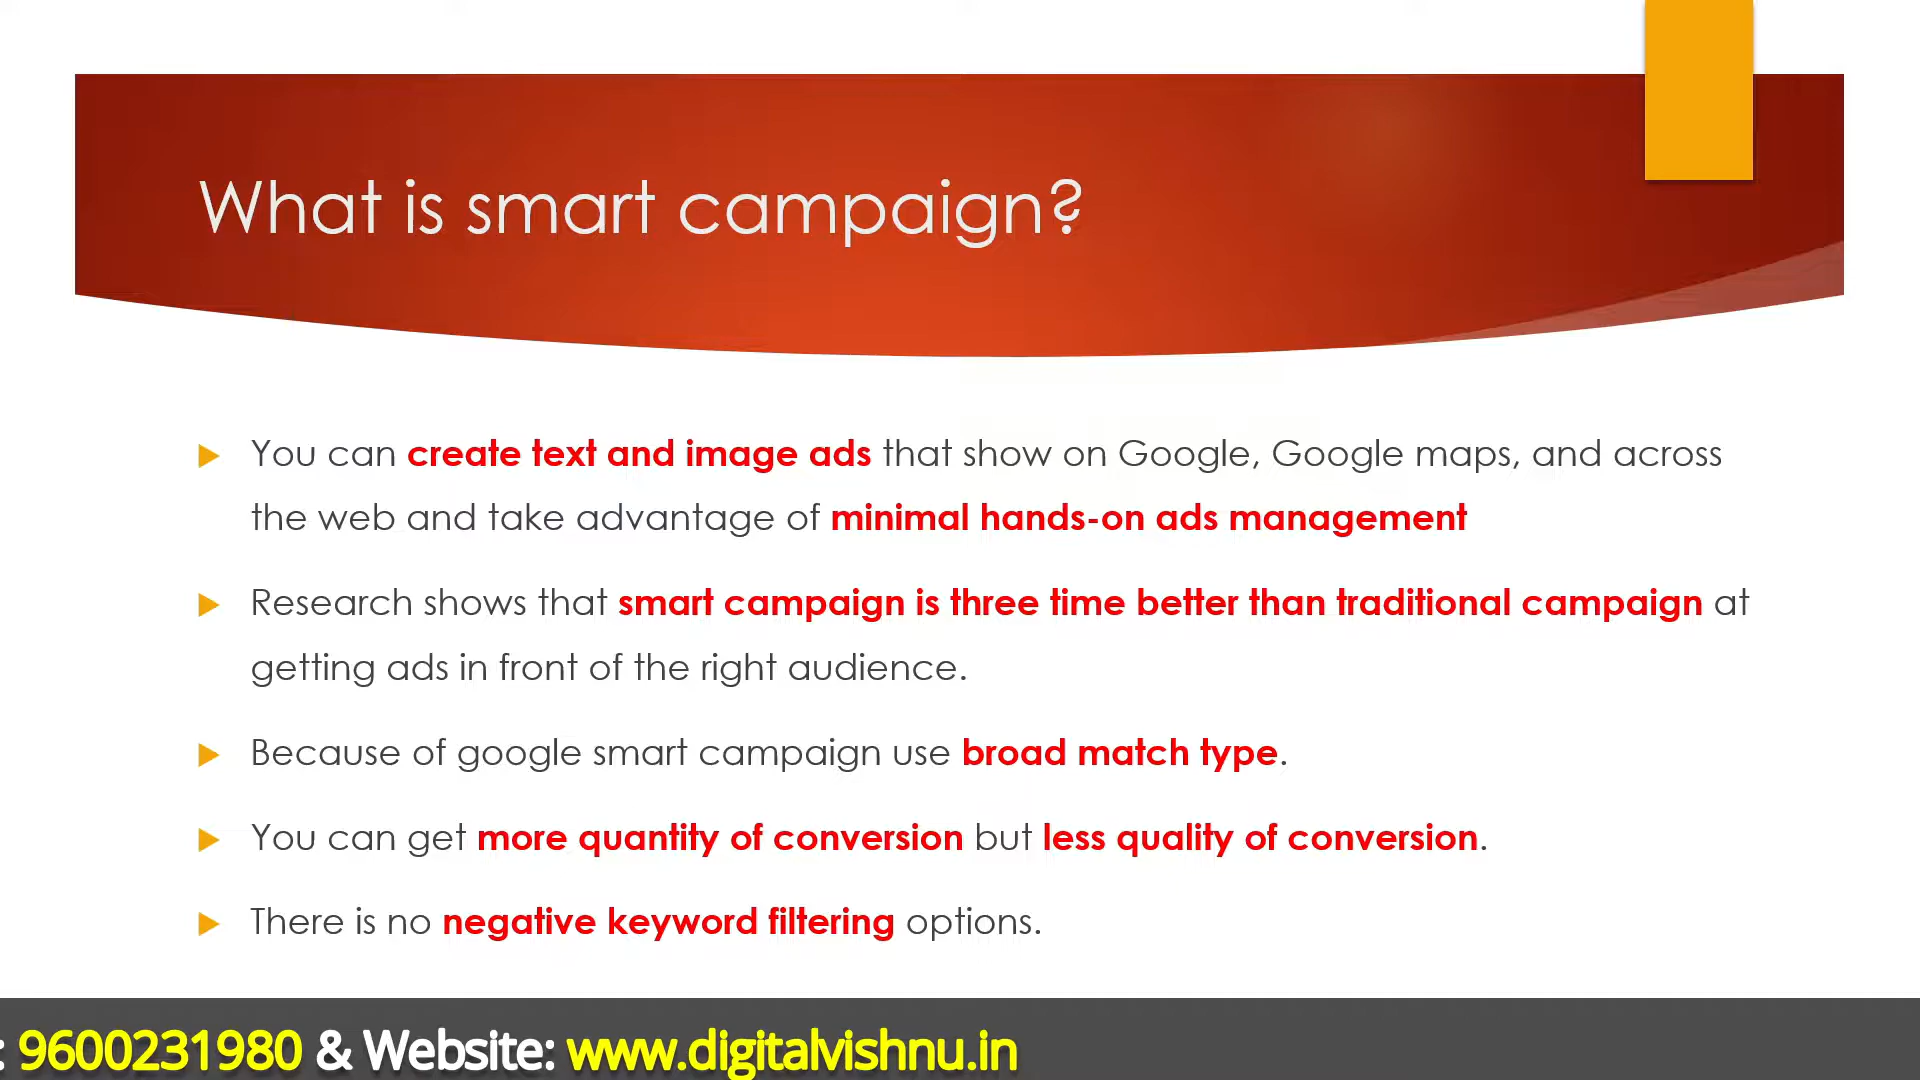 What is smart campaign?
You can create text and image ads that show on Google, Google maps, and across
the web and take advantage of minimal hands-on ads management
Research shows that smart campaign is three time better than traditional campaign at
getting ads in front of the right audience.
Because of google smart campaign use broad match type.
You can get more quantity of conversion but less quality of conversion.
There is no negative keyword filtering options.
: 9600231980 & Website: www.digitalvishnu.in